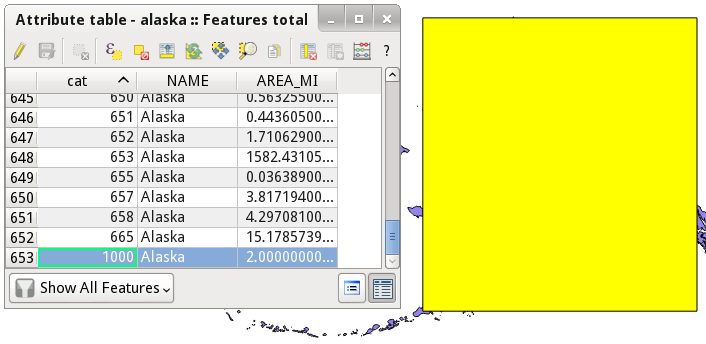 Attribute table - alaska :: Features total
?
cat NAME AREA_MI
645 650 Alaska 0.56325500...
646 651 Alaska 0.44360500...
647 652 Alaska 1.71062900...
648 653 Alaska 1582.43105...
649 655 Alaska 0.03638900...
650 657 Alaska 3.81719400...
651 658 Alaska 4.29708100...
652 665 Alaska 15.1785739...
653 1000 Alaska 2.00000000...
Show All Features